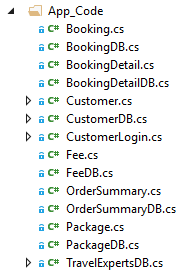 App_Code
C# Booking.cs
C# BookingDB.cs
C# BookingDetail.cs
C# BookingDetailDB.cs
C# Customer.cs
C# CustomerDB.cs
C# CustomerLogin.cs
C# Fee.cs
C# FeeDB.cs
C# OrderSummary.cs
C# OrderSummaryDB.cs
C# Package.cs
C# PackageDB.cs
C# TravelExpertsDB.cs